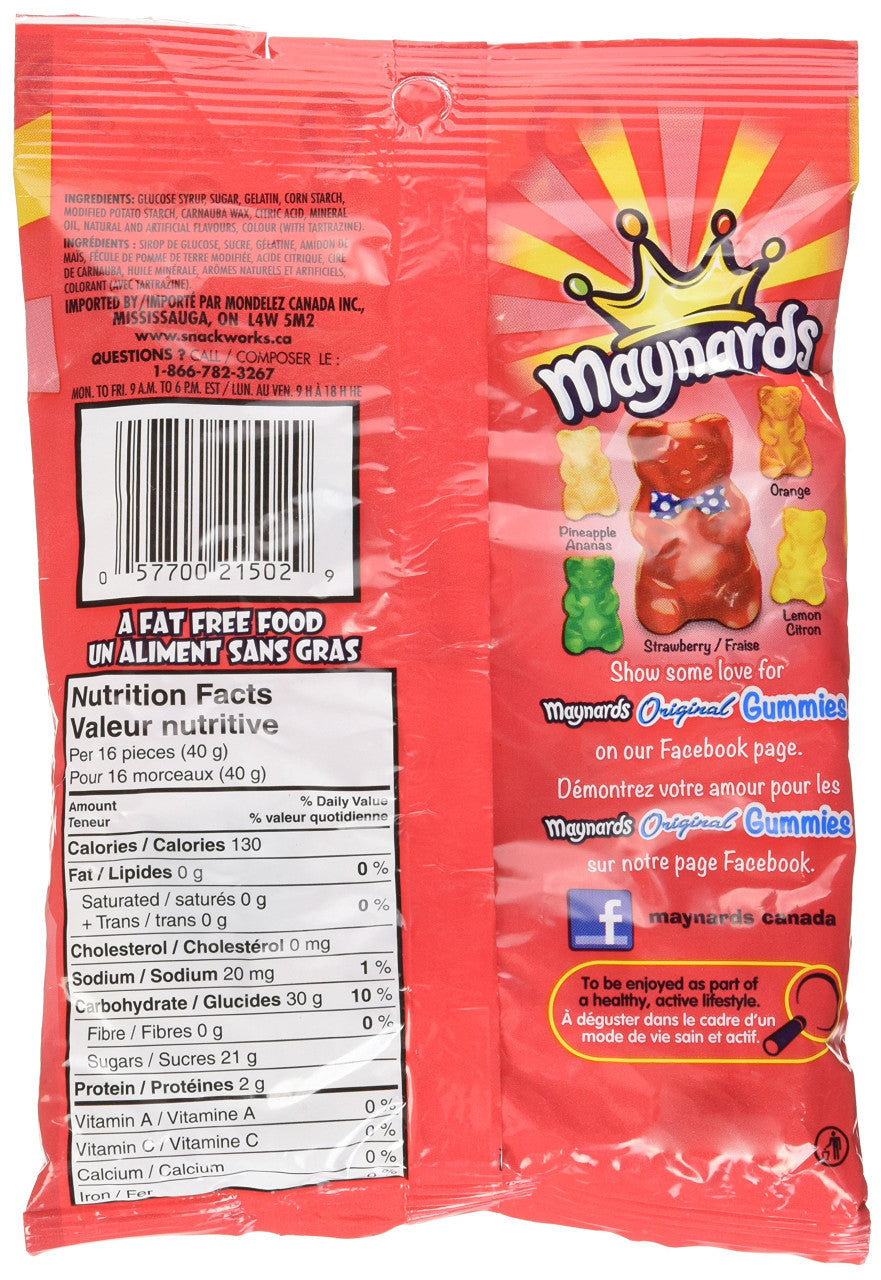 INGREDIENTS: GLUCOSE SYRUP, SUGAR, GELATIN, CORN STARCH,
MODIFIED POTATO STARCH, CARNAUBA WAX, CITRIC ACID, MINERAL
OIL, NATURAL AND ARTIFICIAL FLAVOURS, COLOUR (WITH TARTRAZINE).
INGRÉDIENTS : SIROP DE GLUCOSE, SUCRE, GÉLATINE, AMIDON DE
MAÏS, FÉCULE DE POMME DE TERRE MODIFIÉE, ACIDE CITRIQUE, CIRE
DE CARNAUBA, HUILE MINÉRALE, ARÔMES NATURELS ET ARTIFICIELS,
COLORANT (AVEC TARTRAZINE).
IMPORTED BY/IMPORTÉ PAR MONDELEZ CANADA INC.,
MISSISSAUGA, ON L4W 5M2
www.snackworks.ca
QUESTIONS ? CALL / COMPOSER LE :
1-866-782-3267
MON. TO FRI. 9 A.M. TO 6 P.M. EST / LUN. AU VEN. 9 H À 18 H HE
0 57700 21502 9
A FAT FREE FOOD
UN ALIMENT SANS GRAS
Nutrition Facts
Valeur nutritive
Per 16 pieces (40 g)
Pour 16 morceaux (40 g)
Amount % Daily Value
Teneur % valeur quotidienne
Calories / Calories 130
Fat / Lipides 0 g 0 %
Saturated / saturés 0 g 0 %
+ Trans / trans 0 g
Cholesterol / Cholestérol 0 mg
Sodium / Sodium 20 mg 1 %
Carbohydrate / Glucides 30 g 10 %
Fibre / Fibres 0 g 0 %
Sugars / Sucres 21 g
Protein / Protéines 2 g
Vitamin A / Vitamine A 0 %
Vitamin C / Vitamine C 0 %
Calcium / Calcium 0 %
Iron / Fer 0 %
maynards
Orange
Pineapple
Ananas
Lemon
Citron
Strawberry / Fraise
Show some love for
maynards Original Gummies
on our Facebook page.
Démontrez votre amour pour les
maynards Original Gummies
sur notre page Facebook.
f maynards canada
To be enjoyed as part of
a healthy, active lifestyle.
À déguster dans le cadre d'un
mode de vie sain et actif.